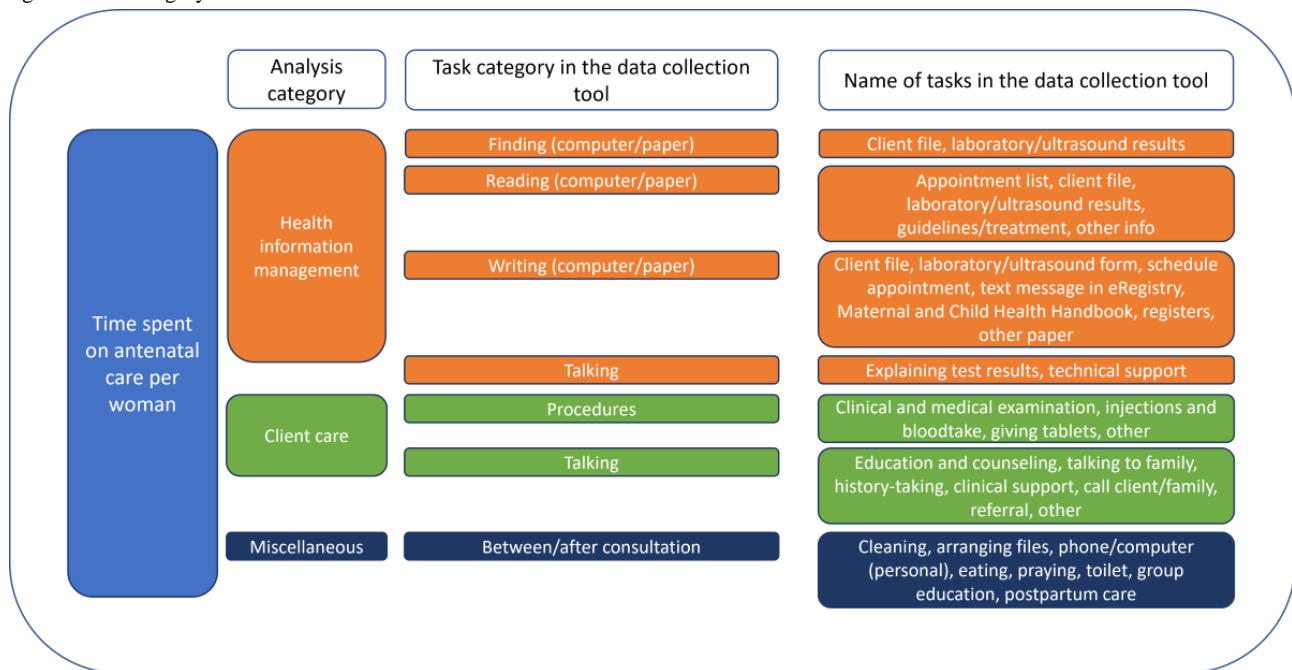 Analysis
category
Task category in the data collection
tool
Name of tasks in the data collection tool
Time spent
on antenatal
care per
woman
Health
information
management
Finding (computer/paper)
Client file, laboratory/ultrasound results
Reading (computer/paper)
Appointment list, client file,
laboratory/ultrasound results,
guidelines/treatment, other info
Writing (computer/paper)
Client file, laboratory/ultrasound form, schedule
appointment, text message in eRegistry,
Maternal and Child Health Handbook, registers,
other paper
Talking
Explaining test results, technical support
Client care
Procedures
Clinical and medical examination, injections and
bloodtake, giving tablets, other
Talking
Education and counseling, talking to family,
history-taking, clinical support, call client/family,
referral, other
Miscellaneous
Between/after consultation
Cleaning, arranging files, phone/computer
(personal), eating, praying, toilet, group
education, postpartum care